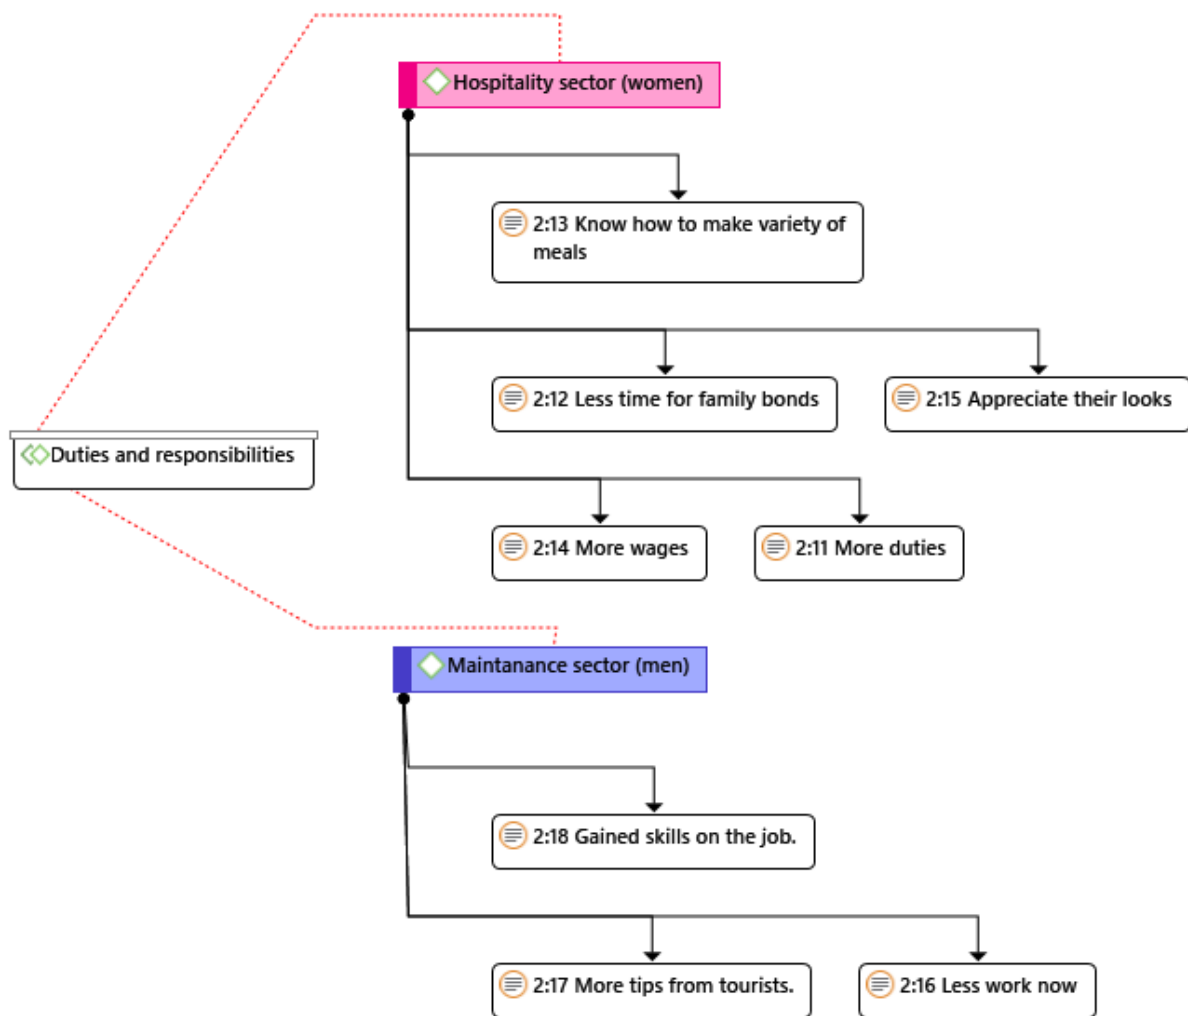 Hospitality sector (women)
2:13 Know how to make variety of
meals
2:12 Less time for family bonds
2:15 Appreciate their looks
Duties and responsibilities
2:14 More wages
2:11 More duties
Maintanance sector (men)
2:18 Gained skills on the job.
2:17 More tips from tourists.
2:16 Less work now